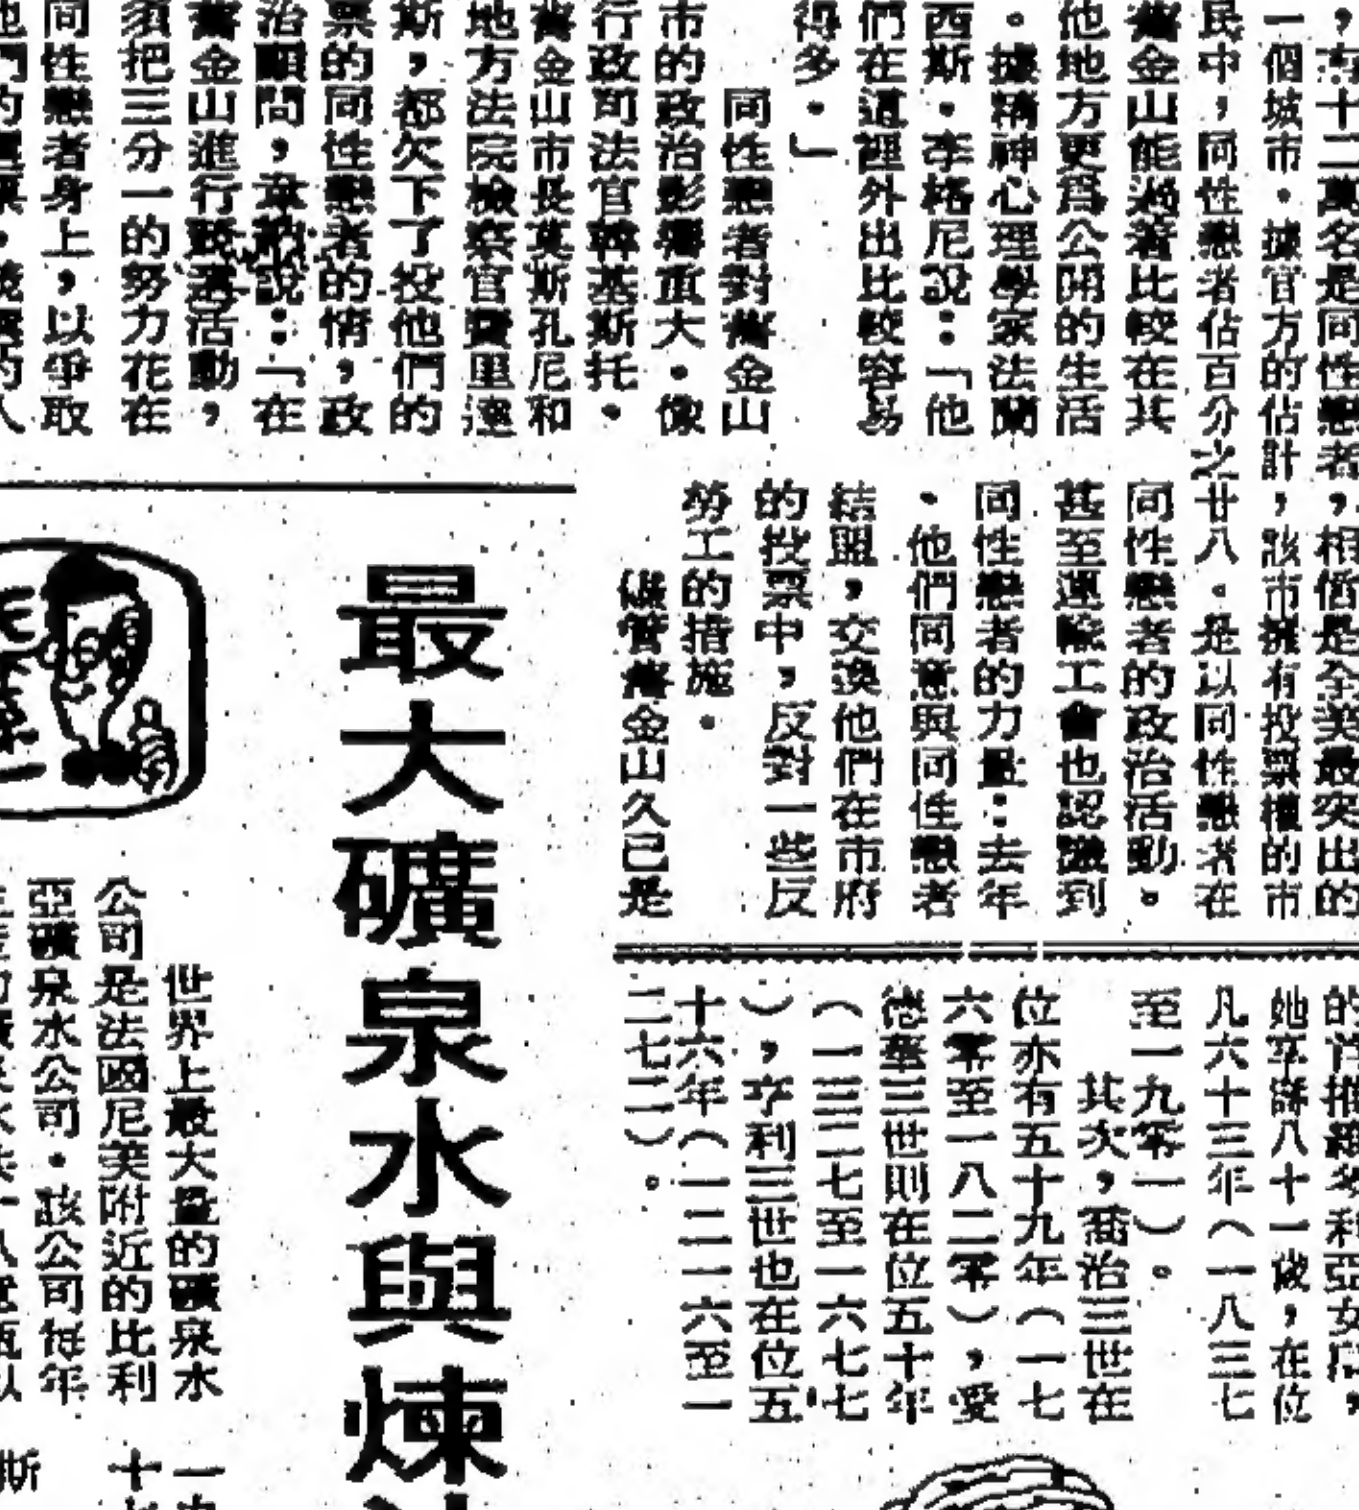 ，有十二萬名是同性戀者，相信是全美最突出的
一個城市。據官方的估計，該市擁有投票權的市
民中，同性戀者佔百分之廿八。是以同性戀者在
舊金山能過著比較在其
他地方更爲公開的生活
。據精神心理學家法蘭
西斯．李格尼說：「他
們在這裡外出比較容易
得多。」
同性戀者對舊金山
市的政治影響重大。像
行政司法官韓基斯托。
舊金山市長莫斯孔尼和
地方法院檢察官費里達
斯，都欠下了投他們的
票的同性戀者的情，政
治顧問，韋納說：「在
舊金山進行競選活動，
須把三分一的努力花在
同性戀者身上，以爭取
他們的選票。
同性戀者的政治活動。
甚至運輸工會也認識到
同性戀者的力量：去年
。他們同意與同性戀者
結盟，交換他們在市府
的投票中，反對一些反
勞工的措施。
儘管舊金山久已是
她享壽八十一歲，在位
凡六十三年（一八三七
至一九零一）。
其次，喬治三世在
位亦有五十九年（一七
六零至一八二零），愛
德華三世則在位五十年
（一三二七至一六七七
），亨利三世也在位五
十六年（一二一六至一
二七二）。
最大礦泉水與煉
世界上最大量的礦泉水
公司是法國尼美附近的比利
亞礦泉水公司。該公司每年